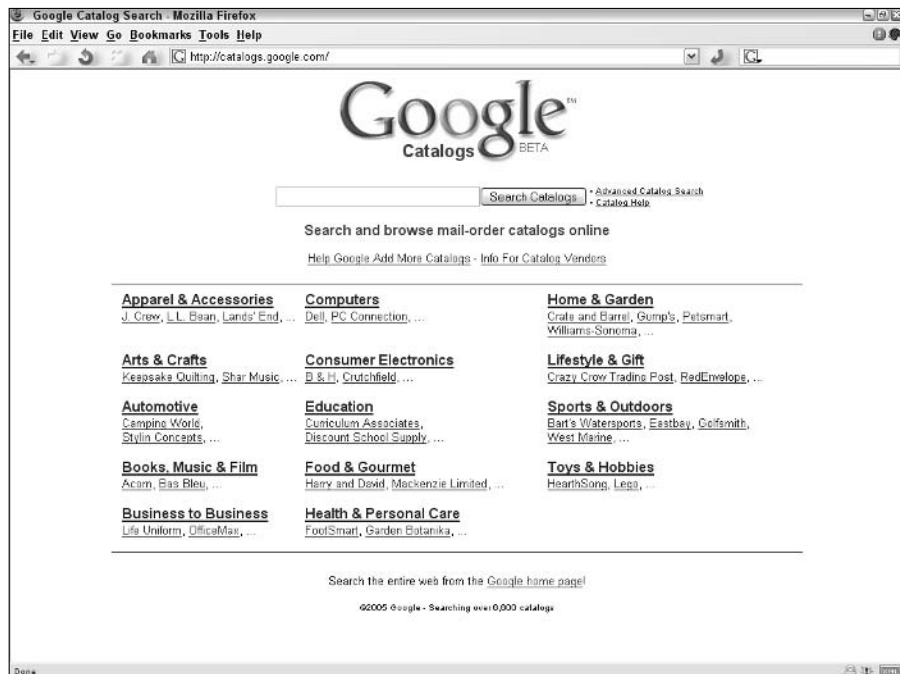 Google Catalog Search - Mozilla Firefox
File Edit View Go Bookmarks Tools Help
http://catalogs.google.com/
Google™
Catalogs BETA
Search Catalogs
• Advanced Catalog Search
• Catalog Help
Search and browse mail-order catalogs online
Help Google Add More Catalogs - Info For Catalog Vendors
Apparel & Accessories
J. Crew, L.L. Bean, Lands' End, ...
Computers
Dell, PC Connection, ...
Home & Garden
Crate and Barrel, Gump's, Petsmart,
Williams-Sonoma, ...
Arts & Crafts
Keepsake Quilting, Shar Music, ...
Consumer Electronics
B & H, Crutchfield, ...
Lifestyle & Gift
Crazy Crow Trading Post, RedEnvelope, ...
Automotive
Camping World,
Stylin Concepts, ...
Education
Curriculum Associates,
Discount School Supply, ...
Sports & Outdoors
Bart's Watersports, Eastbay, Golfsmith,
West Marine, ...
Books, Music & Film
Acorn, Bas Bleu, ...
Food & Gourmet
Harry and David, Mackenzie Limited, ...
Toys & Hobbies
HearthSong, Lego, ...
Business to Business
Life Uniform, OfficeMax, ...
Health & Personal Care
FootSmart, Garden Botanika, ...
Search the entire web from the Google home page!
©2005 Google - Searching over 6,600 catalogs
Done